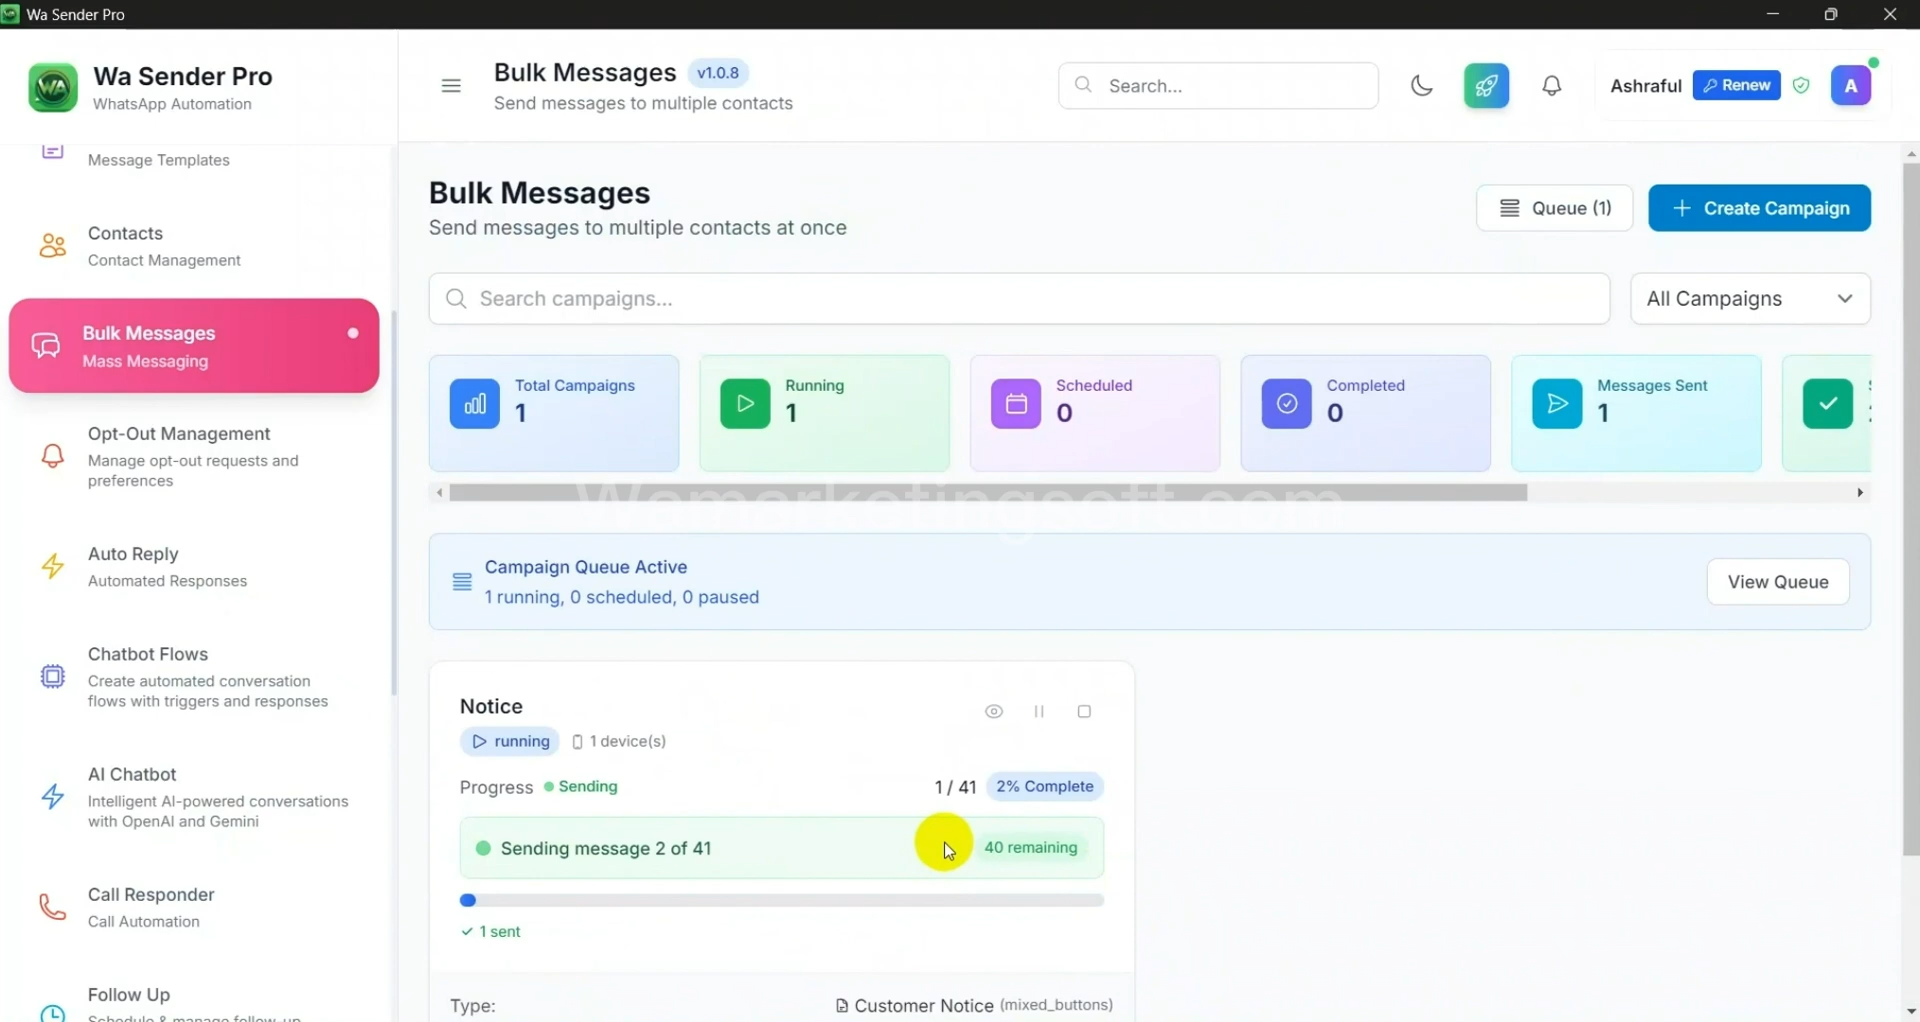 Wa Sender Pro
Wa Sender Pro
WhatsApp Automation
Bulk Messages v1.0.8
Send messages to multiple contacts
Search...
Ashraful Renew A
Message Templates
Contacts
Contact Management
Bulk Messages
Mass Messaging
Opt-Out Management
Manage opt-out requests and
preferences
Auto Reply
Automated Responses
Chatbot Flows
Create automated conversation
flows with triggers and responses
AI Chatbot
Intelligent AI-powered conversations
with OpenAI and Gemini
Call Responder
Call Automation
Follow Up
Schedule & manage follow-up
Bulk Messages
Send messages to multiple contacts at once
Queue (1)
Create Campaign
Search campaigns...
All Campaigns
Total Campaigns
1
Running
1
Scheduled
0
Completed
0
Messages Sent
1
Campaign Queue Active
1 running, 0 scheduled, 0 paused
View Queue
Notice
running 1 device(s)
Progress Sending 1 / 41 2% Complete
Sending message 2 of 41 40 remaining
1 sent
Type: Customer Notice (mixed_buttons)